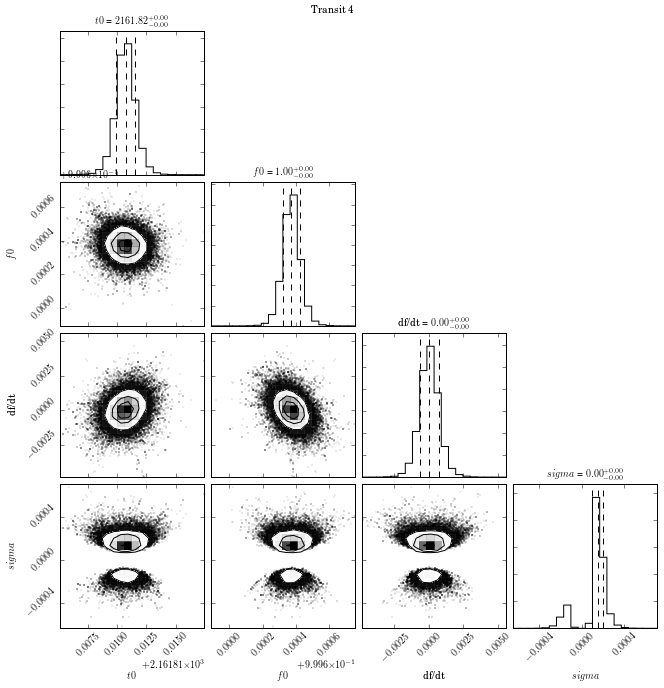 Transit 4
t0 = 2161.82+0.00−0.00
f0 = 1.00+0.00−0.00
0.0006
0.0004
0.0002
0.0000
f0
df/dt = 0.00+0.00−0.00
0.0050
0.0025
0.0000
−0.0025
df/dt
sigma = 0.00+0.00−0.00
0.0004
0.0000
−0.0004
sigma
0.0075 0.0100 0.0125 0.0150
0.0000 0.0002 0.0004 0.0006
−0.0025 0.0000 0.0025 0.0050
−0.0001 0.0000 0.0001
+2.16181×10³ +9.996×10⁻¹
t0 f0 df/dt sigma